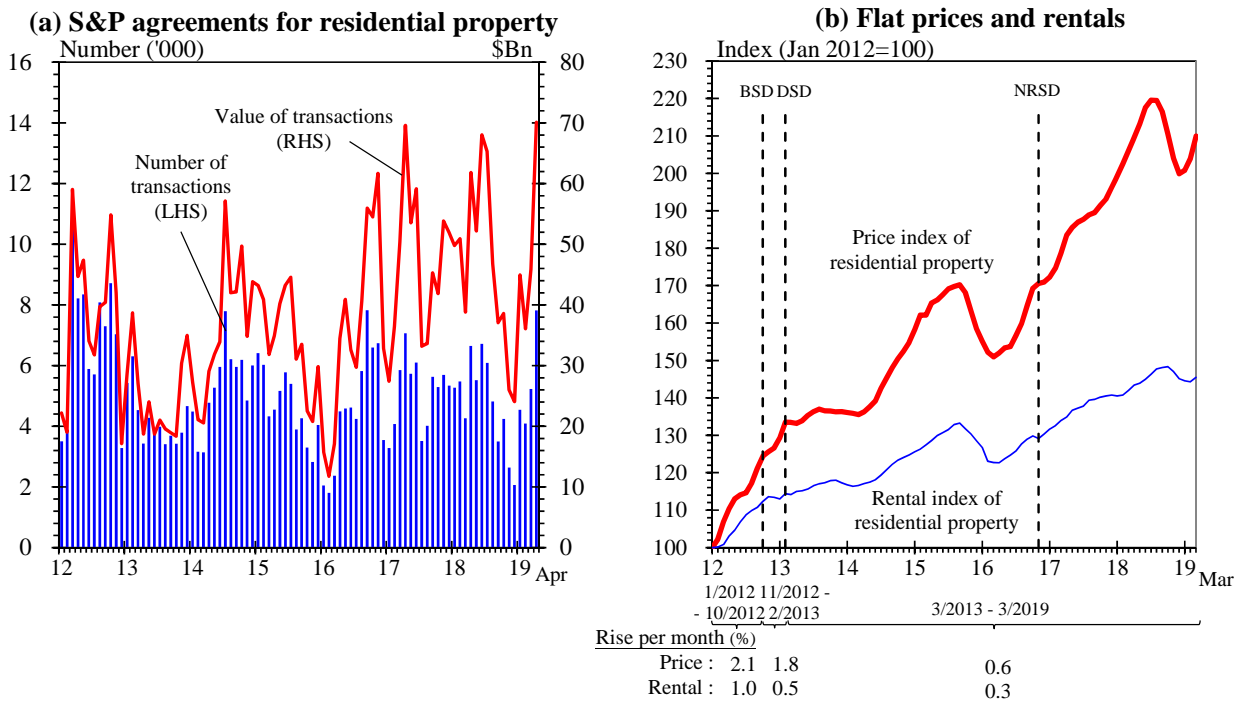 (a) S&P agreements for residential property
Number ('000)
$Bn
16
14
12
10
8
6
4
2
0
80
70
60
50
40
30
20
10
0
Value of transactions
(RHS)
Number of
transactions
(LHS)
12
13
14
15
16
17
18
19
Apr
(b) Flat prices and rentals
Index (Jan 2012=100)
230
220
210
200
190
180
170
160
150
140
130
120
110
100
BSD
DSD
NRSD
Price index of
residential property
Rental index of
residential property
12
13
14
15
16
17
18
19
Mar
1/2012
- 10/2012
11/2012 -
2/2013
3/2013 - 3/2019
Rise per month (%)
Price : 2.1 1.8 0.6
Rental : 1.0 0.5 0.3